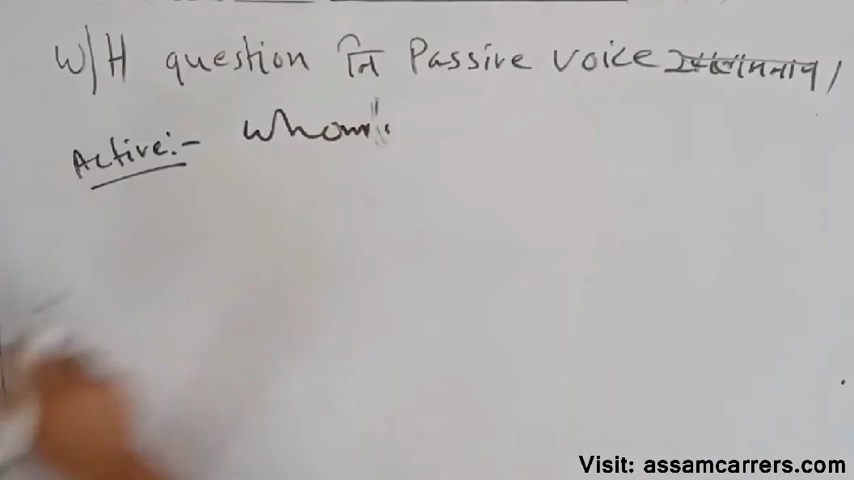 W/H question কি Passive voice
Active:- Whom
Visit: assamcarrers.com